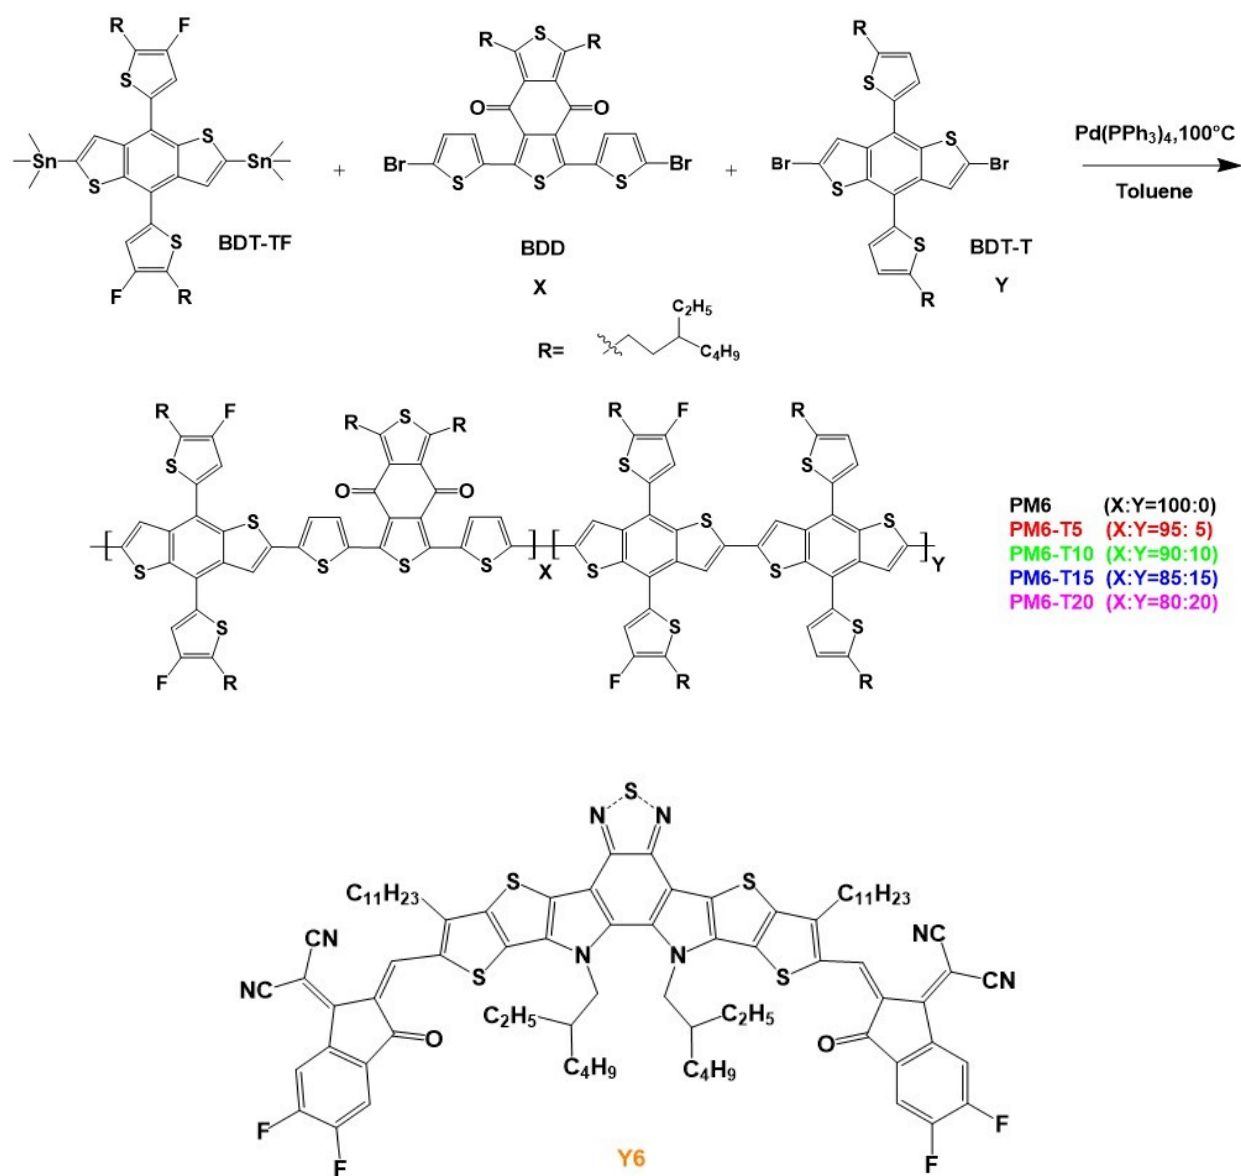 R F S
Sn S S Sn
S F R
BDT-TF
+
R S R
O O
Br S S S Br
BDD
X
+
R
S
Br S S Br
S
R
BDT-T
Y
Pd(PPh3)4,100°C
Toluene
R=
C2H5
C4H9
R F R S R R F R
S O O S S
S S S S S X S S S S Y
S S S
F R F R R
PM6 (X:Y=100:0)
PM6-T5 (X:Y=95: 5)
PM6-T10 (X:Y=90:10)
PM6-T15 (X:Y=85:15)
PM6-T20 (X:Y=80:20)
S
N N
C11H23 S S C11H23
CN NC
NC S N N S CN
O C2H5 C2H5 O
C4H9 C4H9
F F
F F
Y6